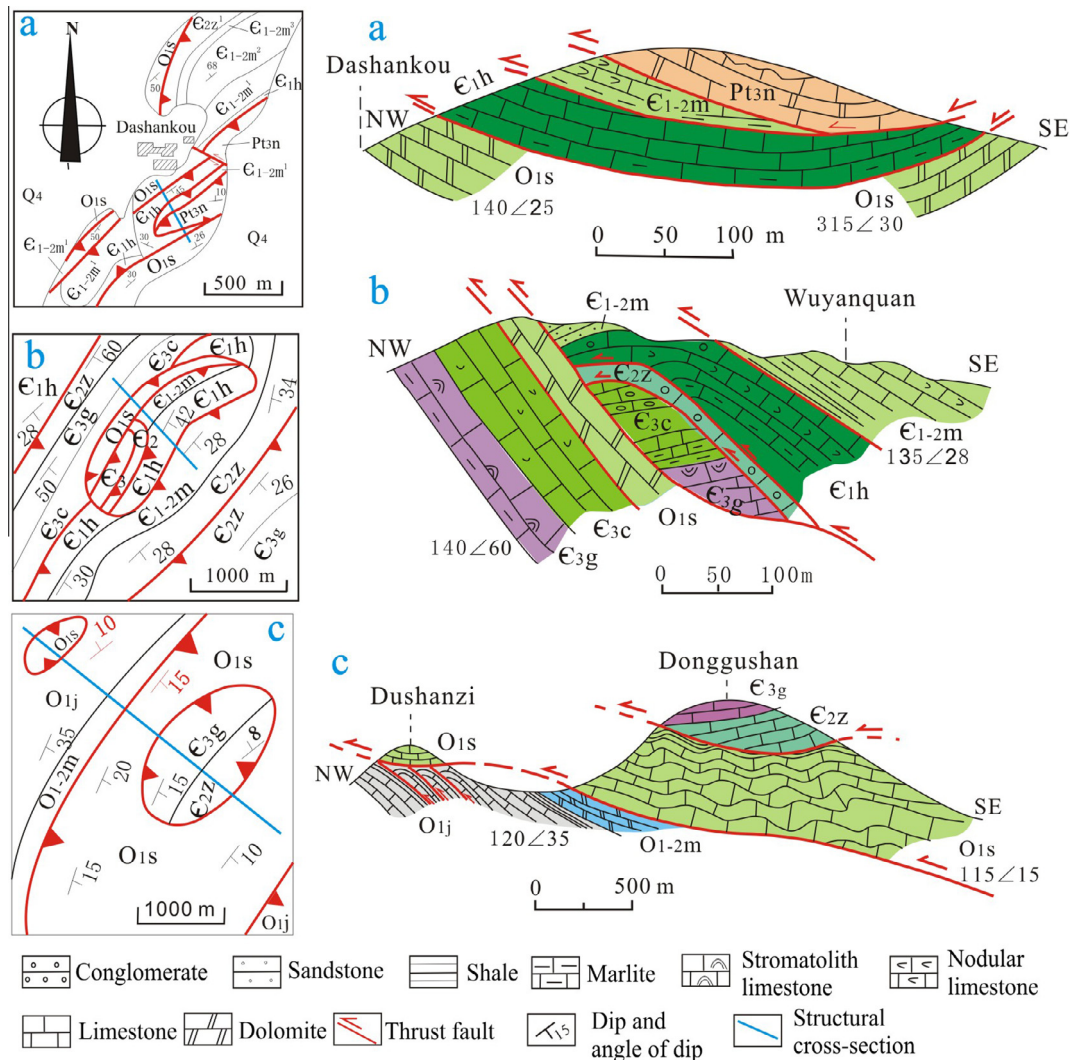 a
N
Є2z1
Є1-2m3
O1s
Є1-2m2
50
68
Є1h
Є1-2m1
Dashankou
Pt3n
Є1-2m1
Q4
O1s
O1s
45
10
Є1h
Pt3n
Є1-2m1
50
Є1h
30
26
Q4
Є1-2m1
O1s
30
500 m
a
Dashankou
Є1h
Pt3n
Є1-2m
NW
SE
O1s
O1s
140∠25
315∠30
0 50 100 m
b
60
Є3c
Є1h
Є1h
Є2z
Є1-2m
34
28
Є3g
O1s
42
Є1h
Є2
28
50
Є3
Є1h
Є2z
26
Є3c
Є1h
Є1-2m
Є2z
Є3g
30
28
1000 m
b
Wuyanquan
Є1-2m
NW
SE
Є2z
Є3c
Є1-2m
135∠28
Є3g
Є1h
O1s
140∠60
Є3c
Є3g
0 50 100m
c
O1s
10
O1s
15
O1j
Є3g
35
8
O1-2m
20
15
Є2z
O1s
15
10
1000 m
O1j
c
Donggushan
Dushanzi
Є3g
Є2z
O1s
NW
SE
O1j
120∠35
O1-2m
O1s
115∠15
0 500 m
Conglomerate
Sandstone
Shale
Marlite
Stromatolith
limestone
Nodular
limestone
Limestone
Dolomite
Thrust fault
15
Dip and
angle of dip
Structural
cross-section